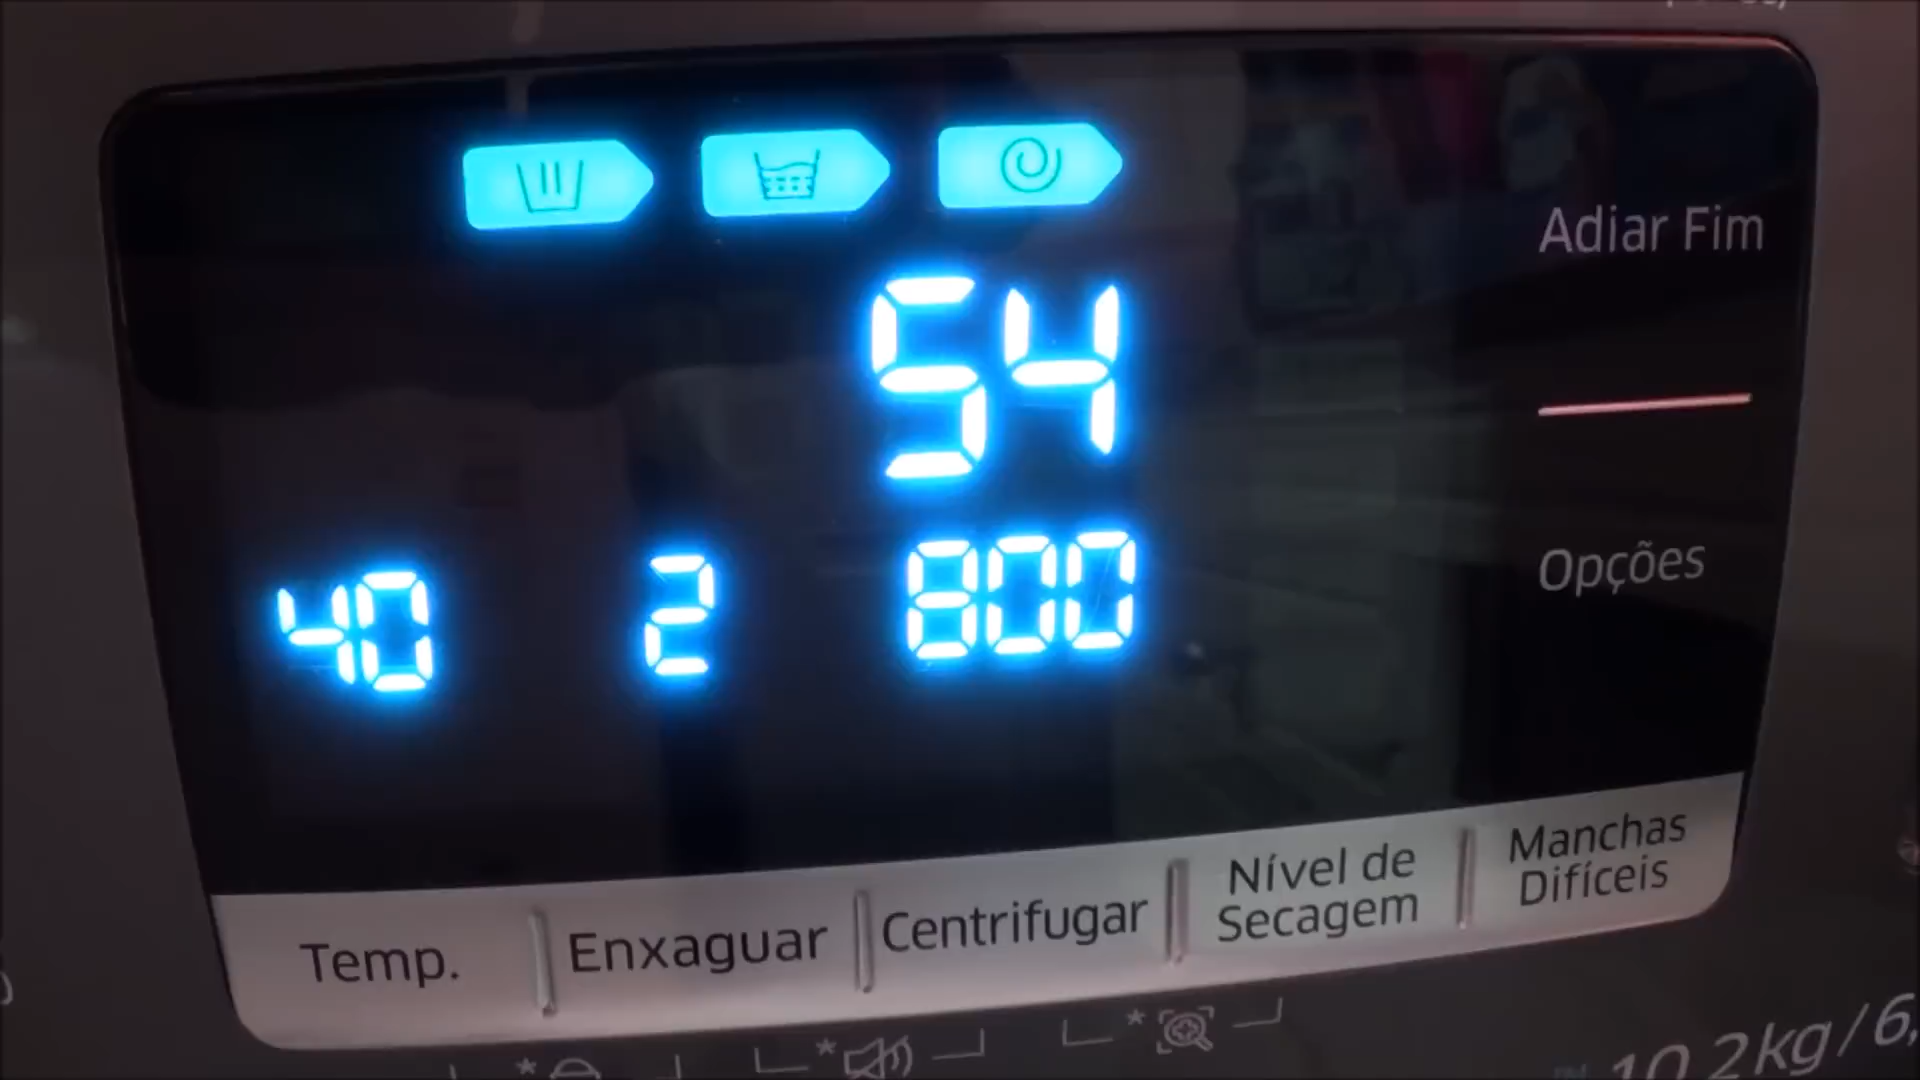 Adiar Fim
54
40 2 800
Opções
Temp. Enxaguar Centrifugar Nível de Secagem Manchas Difíceis
10.2kg/6,